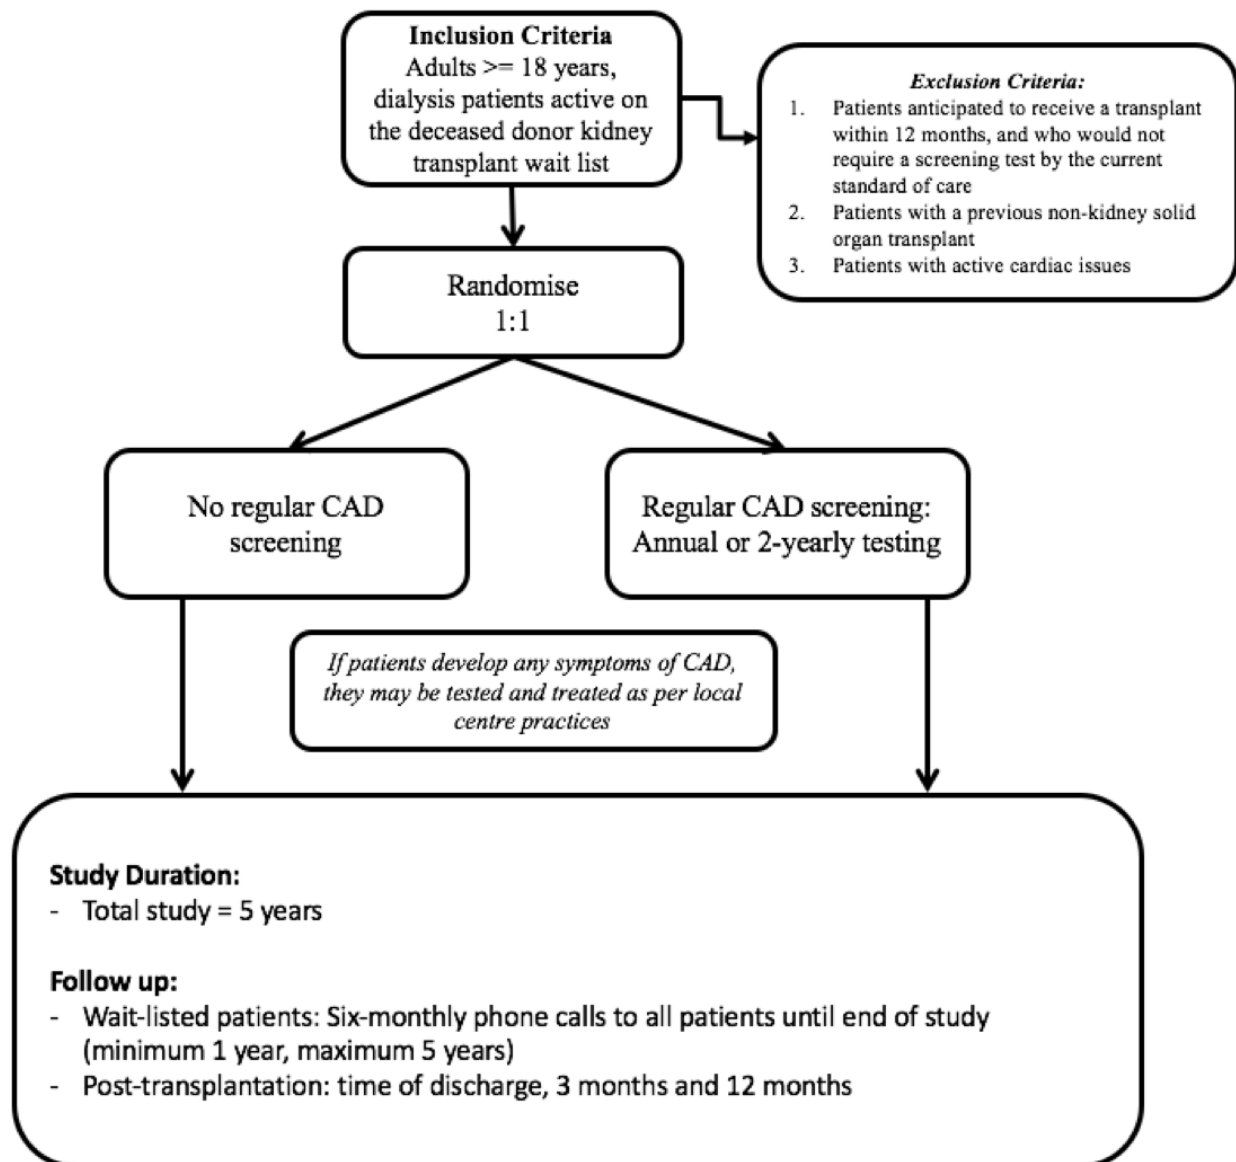 Inclusion Criteria
Adults >= 18 years,
dialysis patients active on
the deceased donor kidney
transplant wait list
Exclusion Criteria:
1. Patients anticipated to receive a transplant
within 12 months, and who would not
require a screening test by the current
standard of care
2. Patients with a previous non-kidney solid
organ transplant
3. Patients with active cardiac issues
Randomise
1:1
No regular CAD
screening
Regular CAD screening:
Annual or 2-yearly testing
If patients develop any symptoms of CAD,
they may be tested and treated as per local
centre practices
Study Duration:
- Total study = 5 years
Follow up:
- Wait-listed patients: Six-monthly phone calls to all patients until end of study
(minimum 1 year, maximum 5 years)
- Post-transplantation: time of discharge, 3 months and 12 months